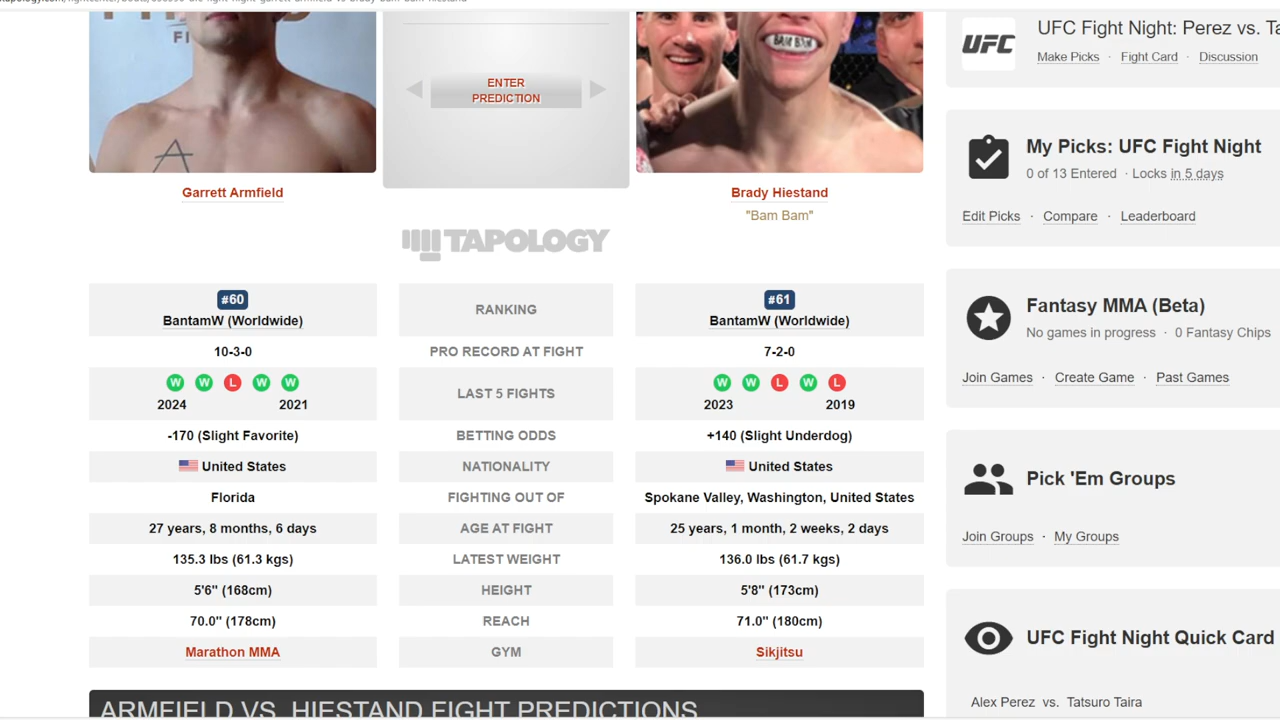 FI
BAM BAM
ENTER
PREDICTION
Garrett Armfield
Brady Hiestand
"Bam Bam"
TAPOLOGY
#60
BantamW (Worldwide)
RANKING
#61
BantamW (Worldwide)
10-3-0
PRO RECORD AT FIGHT
7-2-0
W W L W W
2024 2021
LAST 5 FIGHTS
W W L W L
2023 2019
-170 (Slight Favorite)
BETTING ODDS
+140 (Slight Underdog)
United States
NATIONALITY
United States
Florida
FIGHTING OUT OF
Spokane Valley, Washington, United States
27 years, 8 months, 6 days
AGE AT FIGHT
25 years, 1 month, 2 weeks, 2 days
135.3 lbs (61.3 kgs)
LATEST WEIGHT
136.0 lbs (61.7 kgs)
5'6" (168cm)
HEIGHT
5'8" (173cm)
70.0" (178cm)
REACH
71.0" (180cm)
Marathon MMA
GYM
Sikjitsu
ARMFIELD VS. HIESTAND FIGHT PREDICTIONS
UFC
UFC Fight Night: Perez vs. Ta
Make Picks · Fight Card · Discussion
My Picks: UFC Fight Night
0 of 13 Entered · Locks in 5 days
Edit Picks · Compare · Leaderboard
Fantasy MMA (Beta)
No games in progress · 0 Fantasy Chips
Join Games · Create Game · Past Games
Pick 'Em Groups
Join Groups · My Groups
UFC Fight Night Quick Card
Alex Perez vs. Tatsuro Taira